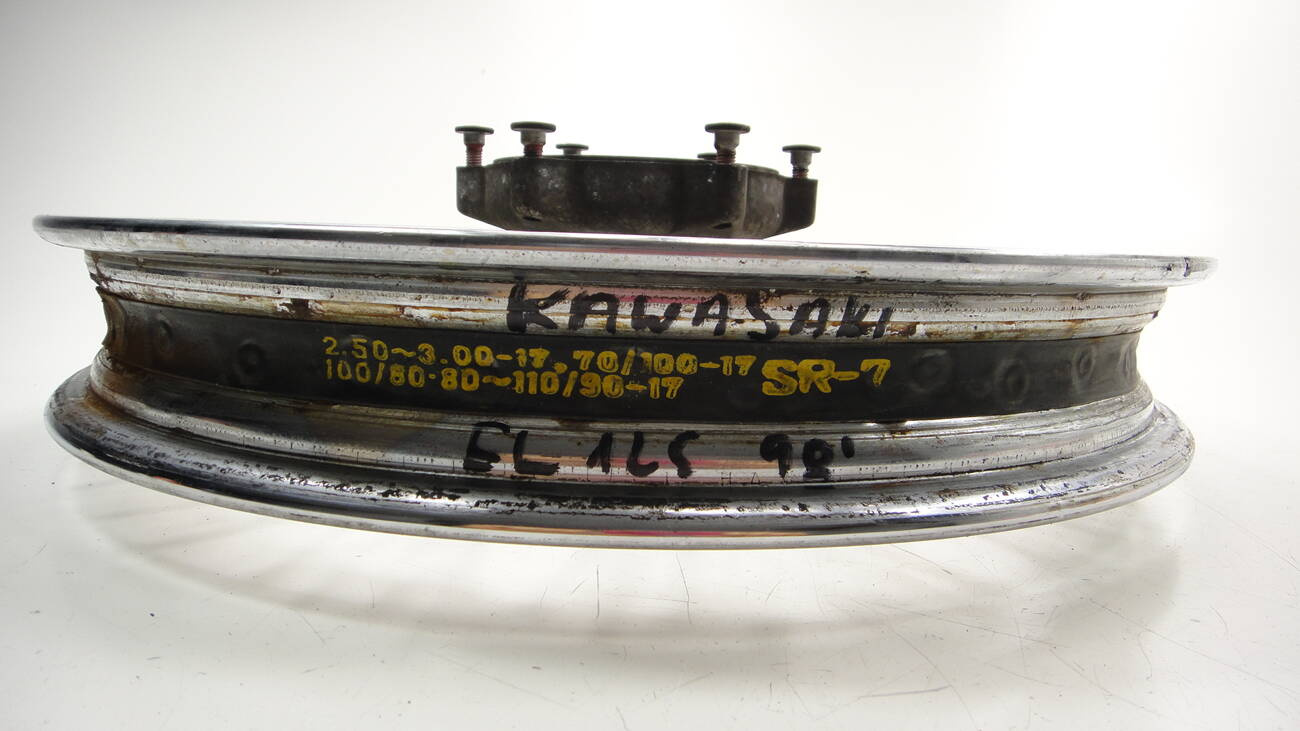 KAWASAKI
2.50~3.00-17, 70/100-17 SR-7
100/80·80~110/90-17
EL 125 98'